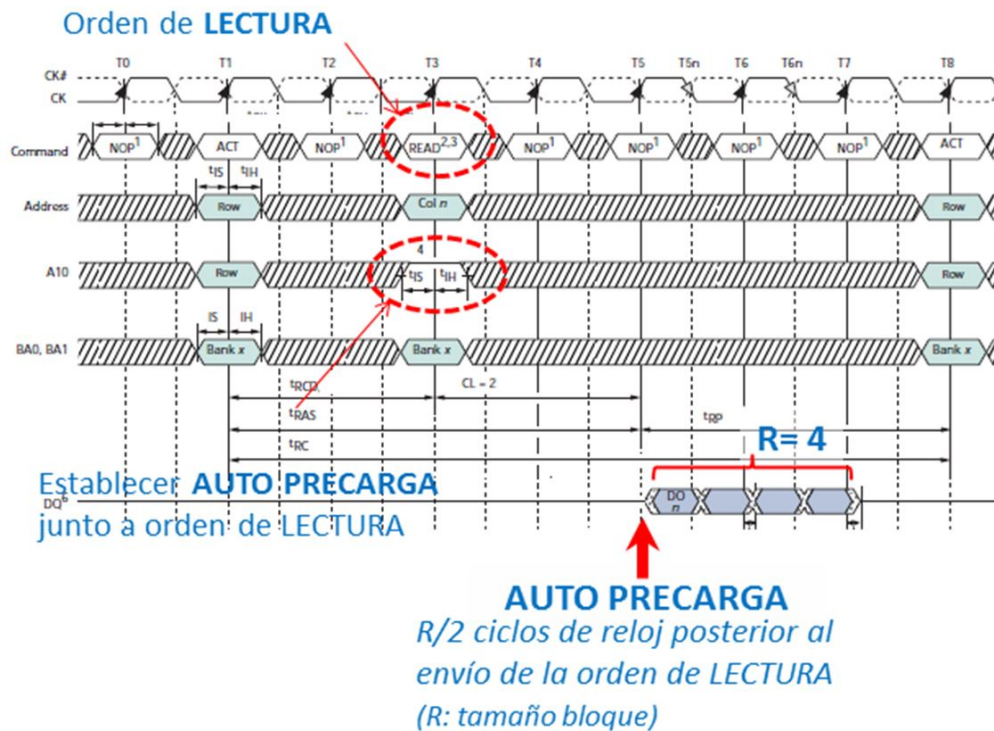 Orden de LECTURA
T0 T1 T2 T3 T4 T5 T5n T6 T6n T7 T8
CK#
CK
Command NOP1 ACT NOP1 READ2,3 NOP1 NOP1 NOP1 NOP1 ACT
tIS tIH
Address Row Col n Row
4
A10 Row tIS tIH Row
IS IH
BA0, BA1 Bank x Bank x Bank x
tRCD CL = 2
tRAS tRP
tRC R= 4
Establecer AUTO PRECARGA
DQ DO
n
junto a orden de LECTURA
AUTO PRECARGA
R/2 ciclos de reloj posterior al
envío de la orden de LECTURA
(R: tamaño bloque)